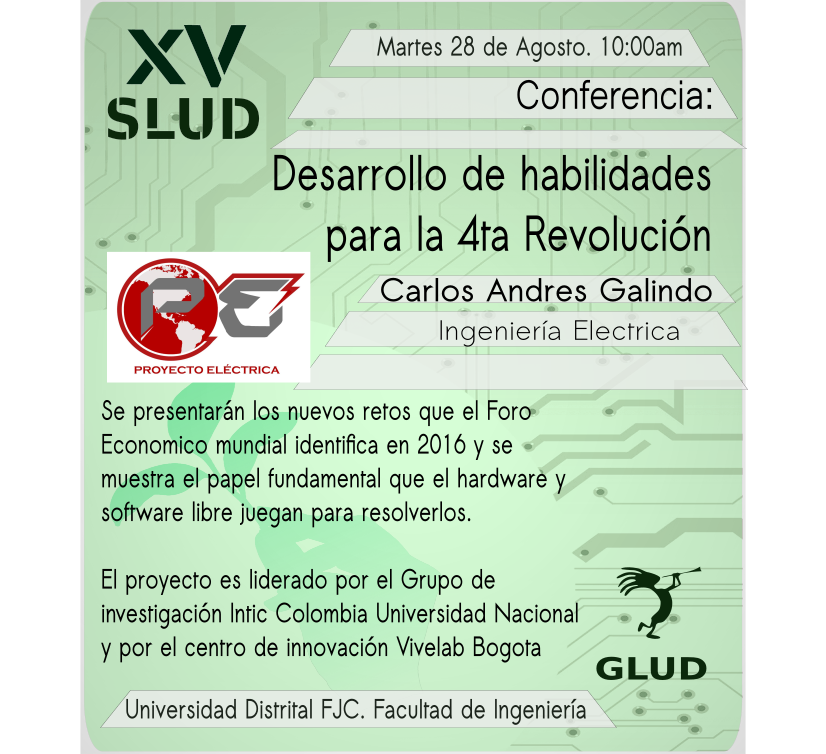 XV
SLUD
Martes 28 de Agosto. 10:00am
Conferencia:
Desarrollo de habilidades
para la 4ta Revolución
PE
PROYECTO ELÉCTRICA
Carlos Andres Galindo
Ingeniería Electrica
Se presentarán los nuevos retos que el Foro
Economico mundial identifica en 2016 y se
muestra el papel fundamental que el hardware y
software libre juegan para resolverlos.
El proyecto es liderado por el Grupo de
investigación Intic Colombia Universidad Nacional
y por el centro de innovación Vivelab Bogota
GLUD
Universidad Distrital FJC. Facultad de Ingeniería